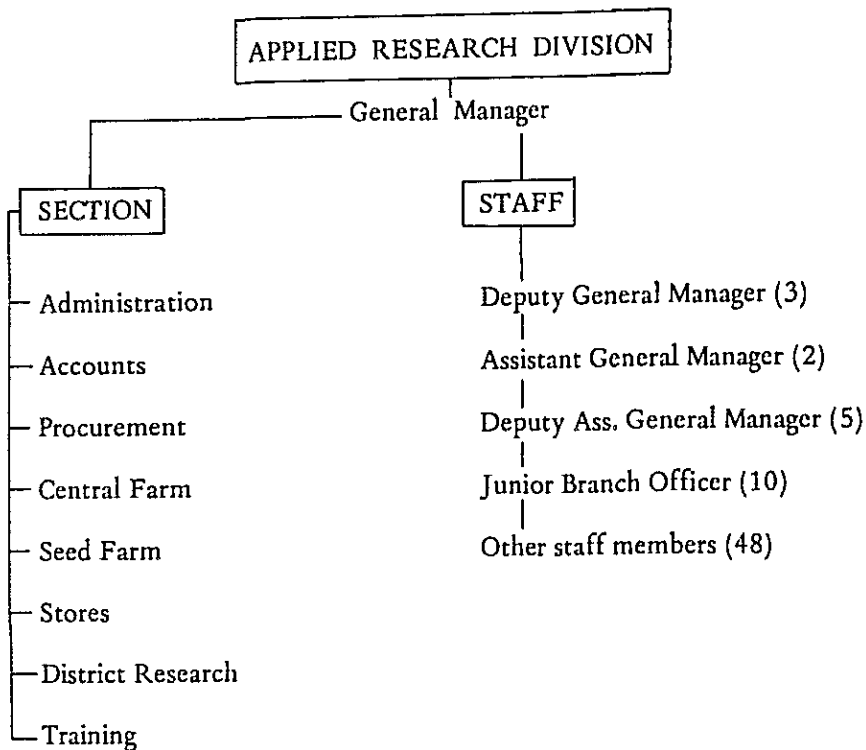 APPLIED RESEARCH DIVISION
General Manager
SECTION
Administration
Accounts
Procurement
Central Farm
Seed Farm
Stores
District Research
Training
STAFF
Deputy General Manager (3)
Assistant General Manager (2)
Deputy Ass. General Manager (5)
Junior Branch Officer (10)
Other staff members (48)